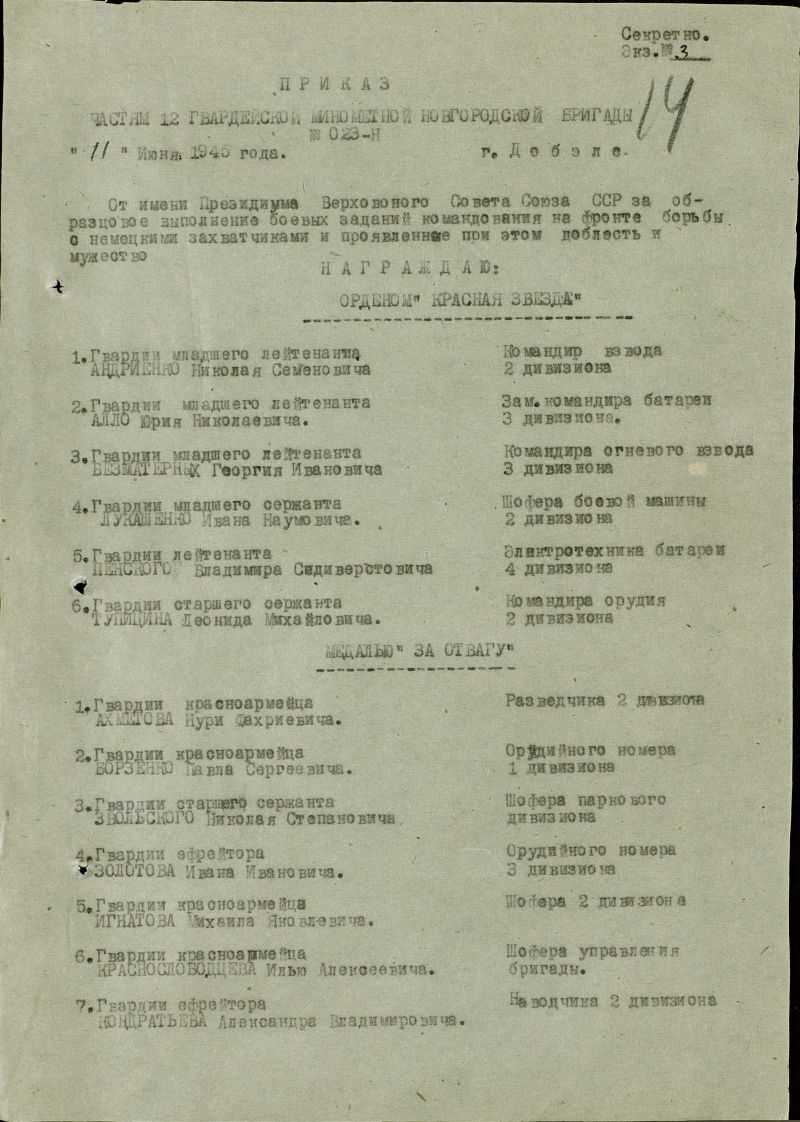 Секретно.
Экз.№ 3
14
П Р И К А З
ЧАСТЯМ 12 ГВАРДЕЙСКОЙ МИНОМЕТНОЙ НОВГОРОДСКОЙ БРИГАДЫ
№ 023-Н
" 11 " Июня 1945 года. г. Д о б э л е.
От имени Президиума Верховоного Совета Союза ССР за об-
разцовое выполнение боевых заданий командования на фронте борьбы
с немецкими захватчиками и проявленные при этом доблесть и
мужество
Н А Г Р А Ж Д А Ю:
ОРДЕНОМ" КРАСНАЯ ЗВЕЗДА"
1. Гвардии младшего лейтенанта Командир взвода
АНДРИЕНКО Николая Семеновича 2 дивизиона
2. Гвардии младшего лейтенанта Зам.командира батареи
АЛЛО Юрия Николаевича. 3 дивизиона.
3. Гвардии младшего лейтенанта Командира огневого взвода
БЕЗМАТЕРНЫХ Георгия Ивановича 3 дивизиона
4. Гвардии младшего сержанта Шофера боевой машины
ЛУКАШЕНКО Ивана Наумовича. 2 дивизиона
5. Гвардии лейтенанта Электротехника батареи
ПЕНСКОГО Владимира Сидиверстовича 4 дивизиона
6. Гвардии старшего сержанта Командира орудия
ТУПИЦИНА Леонида Михайловича. 2 дивизиона
МЕДАЛЬЮ" ЗА ОТВАГУ"
1. Гвардии красноармейца Разведчика 2 дивизиона
АХМЕТОВА Нури Фахриевича.
2. Гвардии красноармейца Орудийного номера
БОРЗЕНКО Павла Сергеевича. 1 дивизиона
3. Гвардии старшего сержанта Шофера паркового
ЗВОЛЬСКОГО Николая Степановича дивизиона
4. Гвардии ефрейтора Орудийного номера
ЗОЛОТОВА Ивана Ивановича. 3 дивизиона
5. Гвардии красноармейца Шофера 2 дивизиона
ИГНАТОВА Михаила Яковлевича.
6. Гвардии красноармейца Шофера управления
КРАСНОСЛОБОДЦЕВА Илью Алексеевича. бригады.
7. Гвардии ефрейтора Наводчика 2 дивизиона
КОНДРАТЬЕВА Александра Владимировича.